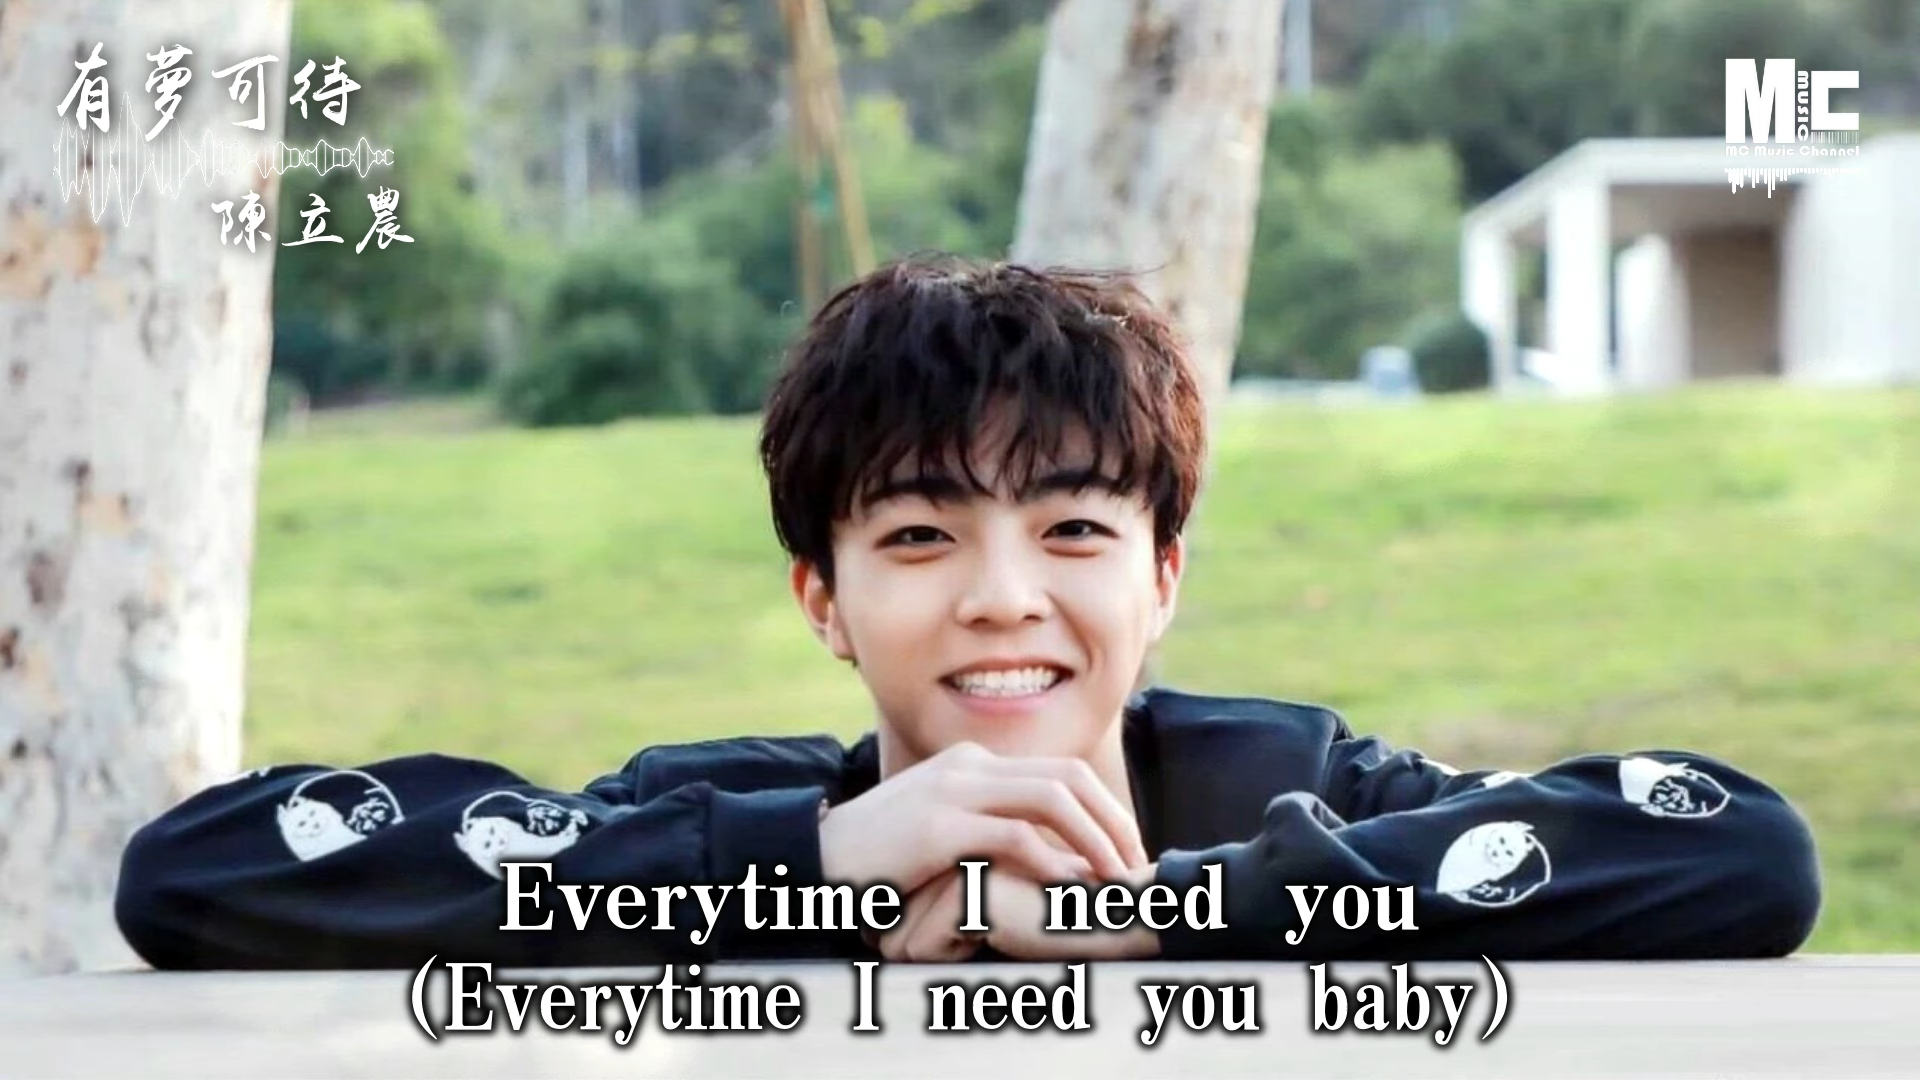 有夢可待
陳立農
MC
MUSIC
MC Music Channel
Everytime I need you
(Everytime I need you baby)